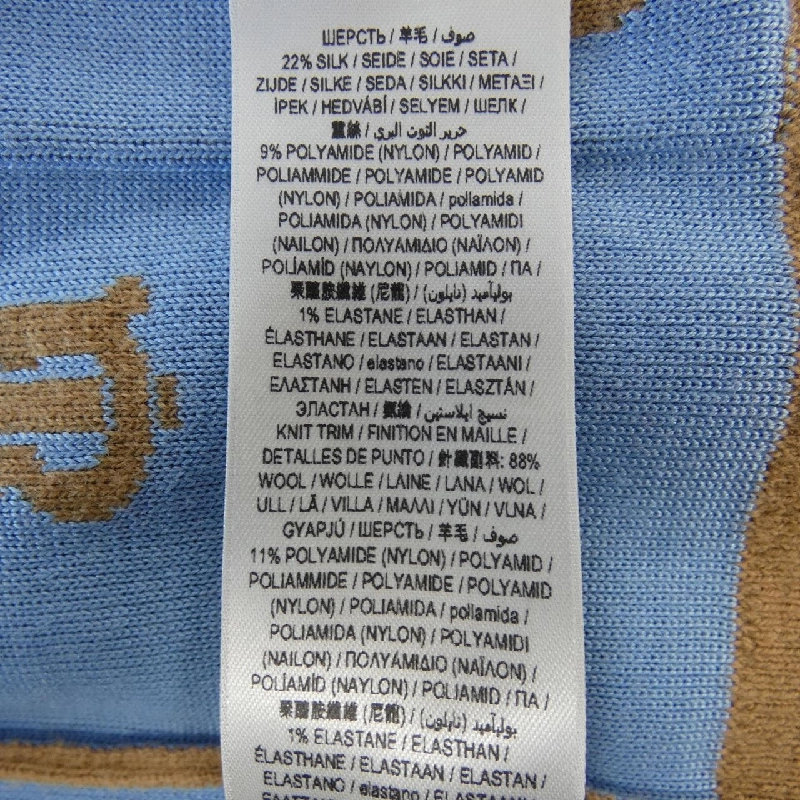 ШЕРСТЬ / 羊毛 / صوف
22% SILK / SEIDE / SOIE / SETA /
ZIJDE / SILKE / SEDA / SILKKI / ΜΕΤΑΞΙ /
İPEK / HEDVÁBÍ / SELYEM / ШЕЛК /
蠶絲 / حرير التوت البري /
9% POLYAMIDE (NYLON) / POLYAMID /
POLIAMMIDE / POLYAMIDE / POLYAMID
(NYLON) / POLIAMIDA / poliamida /
POLIAMIDA (NYLON) / POLYAMIDI
(NAILON) / ΠΟΛΥΑΜΙΔΙΟ (ΝΑΪΛΟΝ) /
POLİAMİD (NAYLON) / POLIAMID / ПА /
聚醯胺纖維 (尼龍) / بولياميد (نايلون) /
1% ELASTANE / ELASTHAN /
ÉLASTHANE / ELASTAAN / ELASTAN /
ELASTANO / elastano / ELASTAANI /
ΕΛΑΣΤΑΝΗ / ELASTEN / ELASZTÁN /
ЭЛАСТАН / 氨綸 / نسيج ايلاستين /
KNIT TRIM / FINITION EN MAILLE /
DETALLES DE PUNTO / 針織副料: 88%
WOOL / WOLLE / LAINE / LANA / WOL /
ULL / LÃ / VILLA / ΜΑΛΛΙ / YÜN / VLNA /
GYAPJÚ / ШЕРСТЬ / 羊毛 / صوف
11% POLYAMIDE (NYLON) / POLYAMID /
POLIAMMIDE / POLYAMIDE / POLYAMID
(NYLON) / POLIAMIDA / poliamida /
POLIAMIDA (NYLON) / POLYAMIDI
(NAILON) / ΠΟΛΥΑΜΙΔΙΟ (ΝΑΪΛΟΝ) /
POLİAMİD (NAYLON) / POLIAMID / ПА /
聚醯胺纖維 (尼龍) / بولياميد (نايلون) /
1% ELASTANE / ELASTHAN /
ÉLASTHANE / ELASTAAN / ELASTAN /
ELASTANO / elastano / ELASTAANI